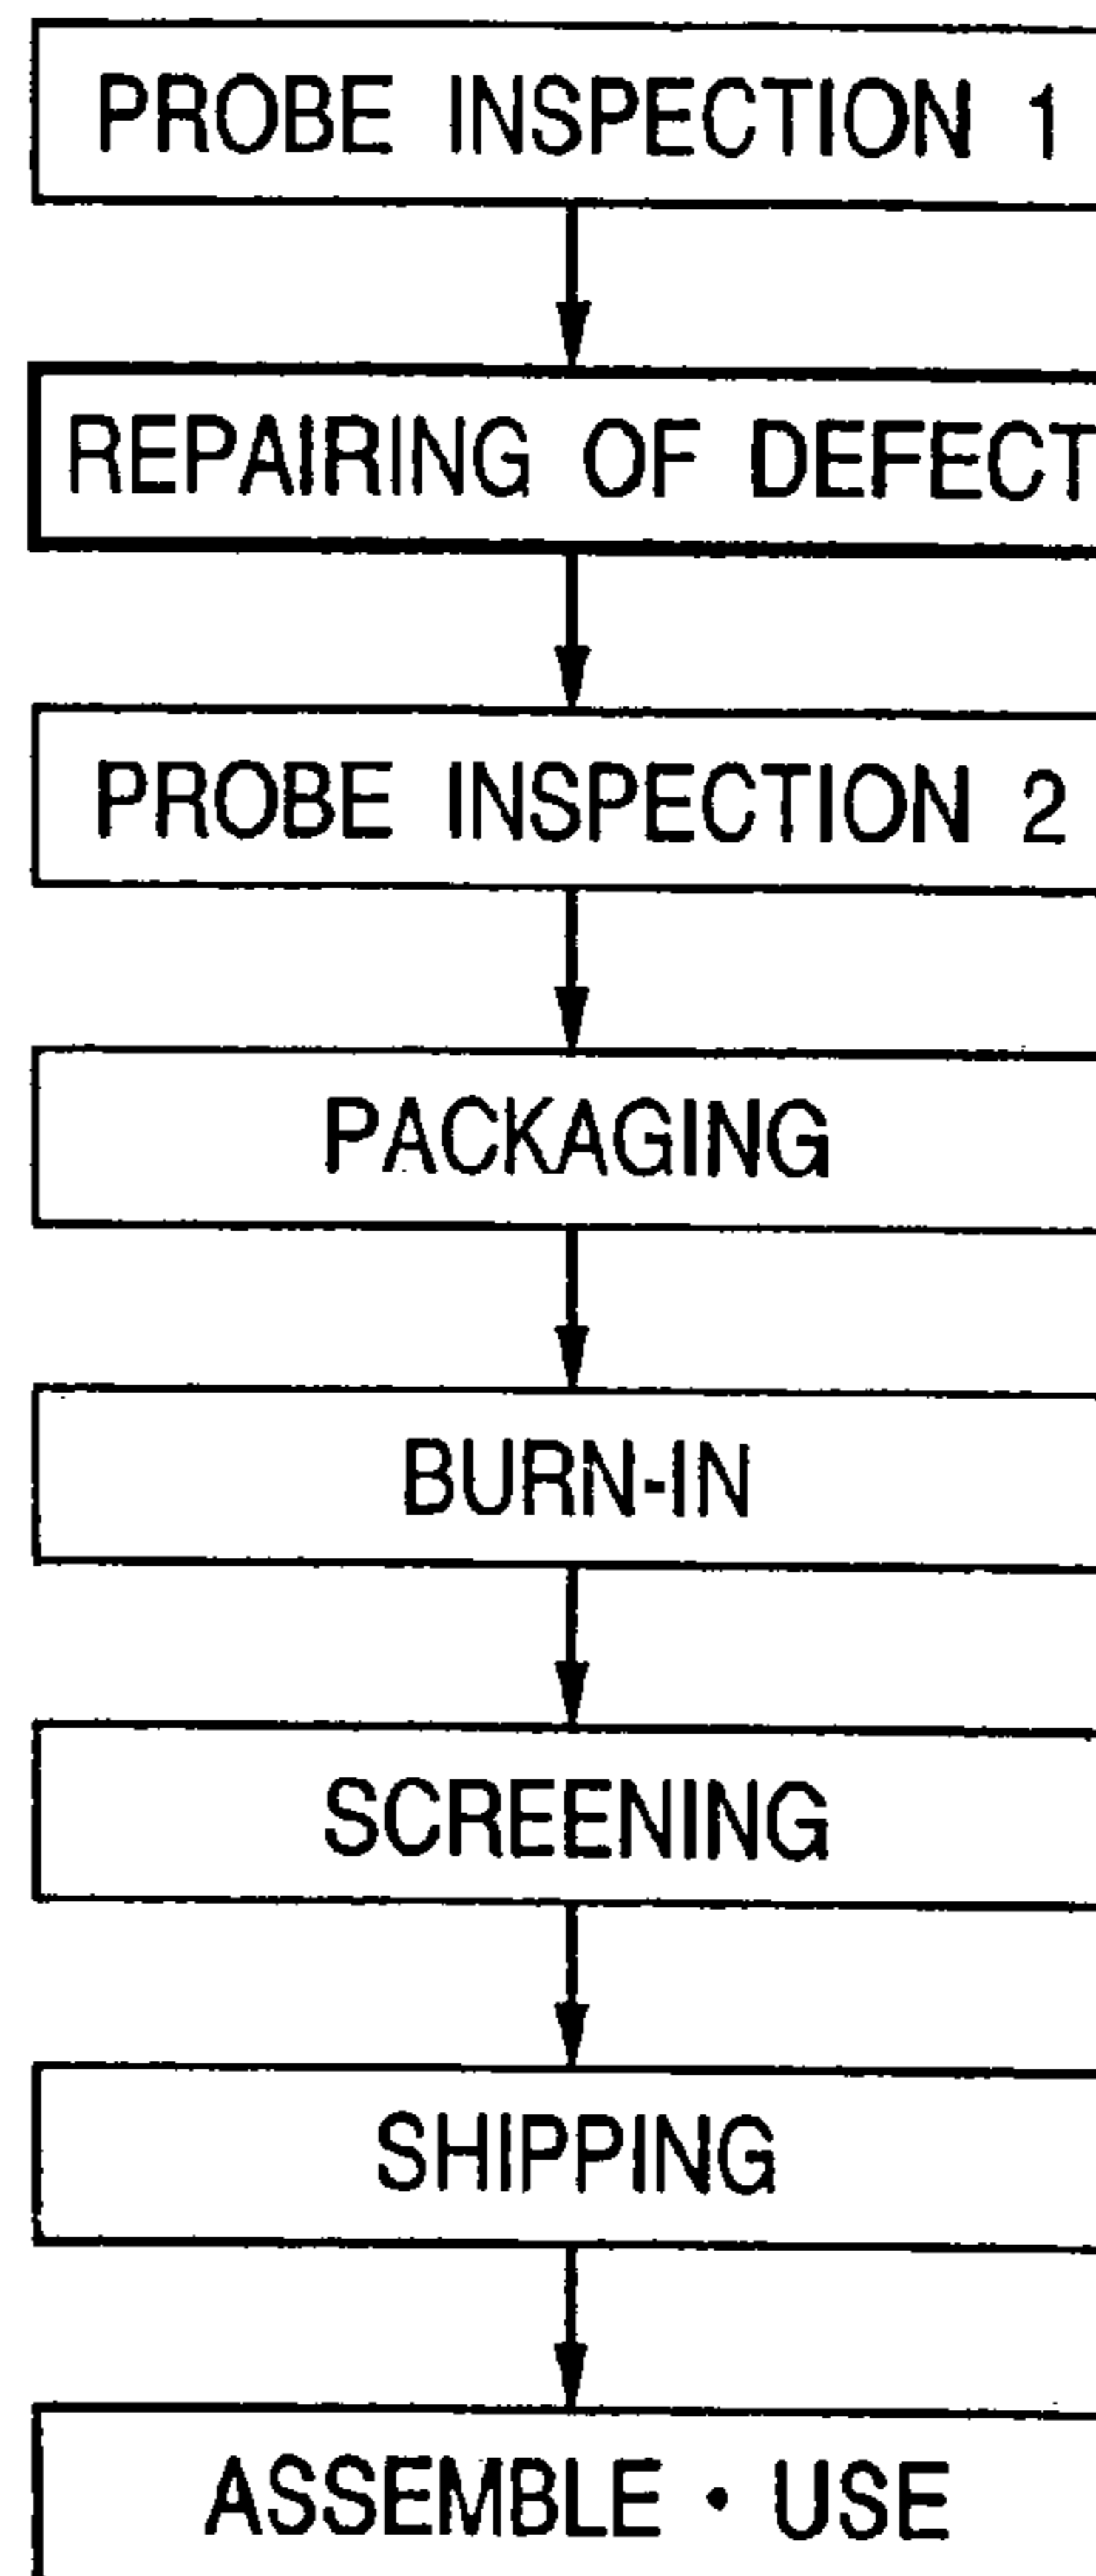 PROBE INSPECTION 1
REPAIRING OF DEFECT
PROBE INSPECTION 2
PACKAGING
BURN-IN
SCREENING
SHIPPING
ASSEMBLE • USE